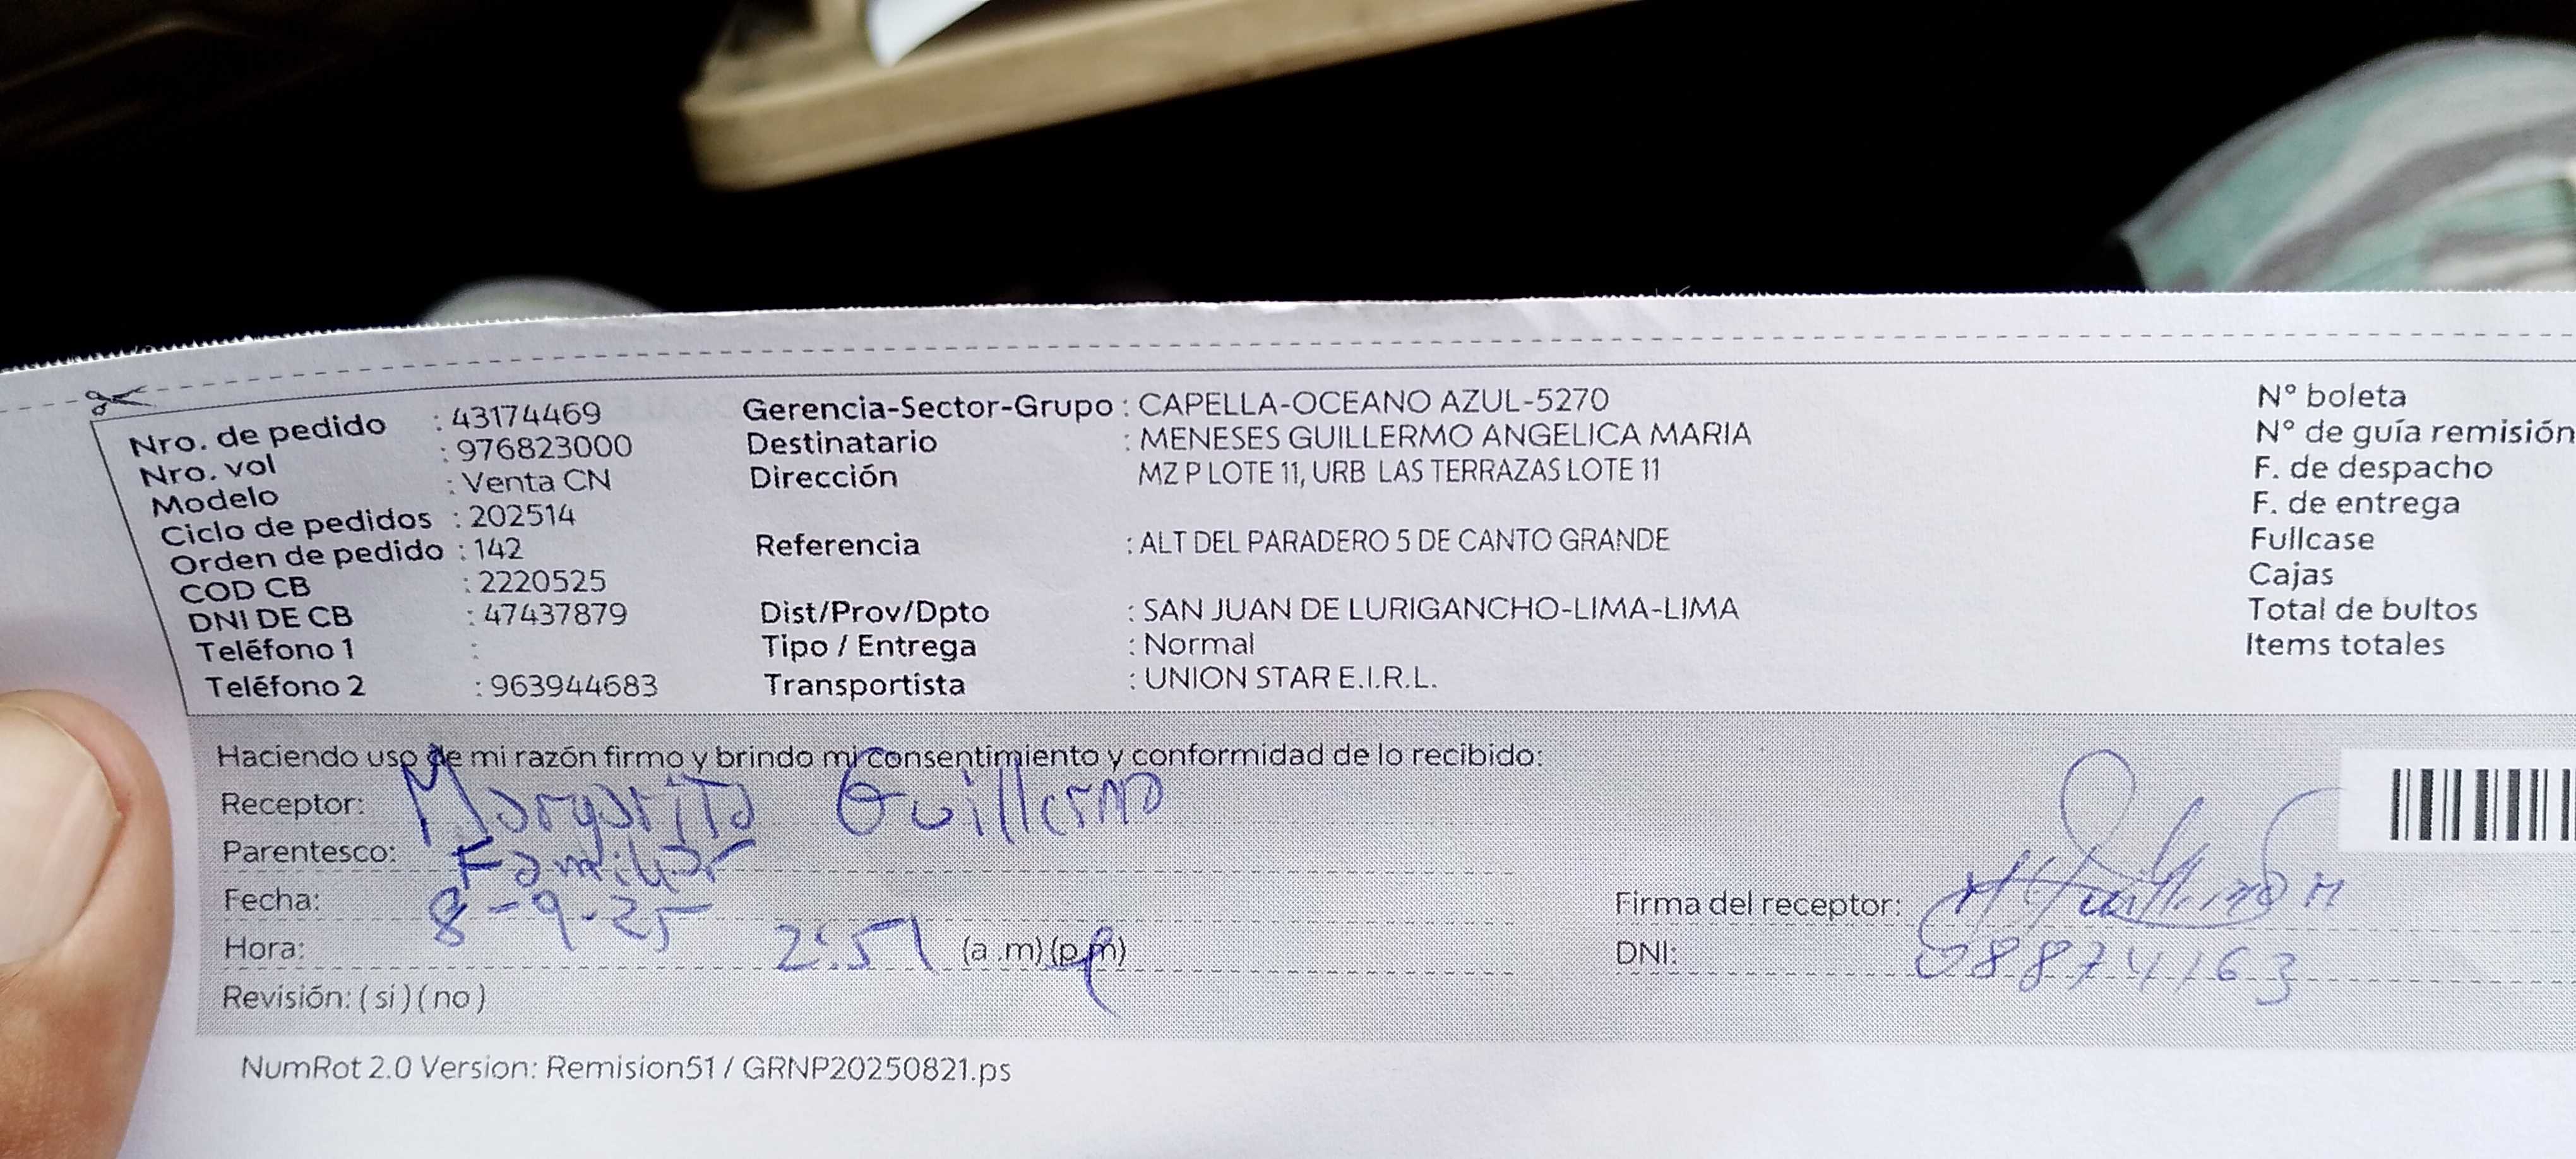 Nro. de pedido : 43174469 Gerencia-Sector-Grupo : CAPELLA-OCEANO AZUL-5270 N° boleta
Nro. vol : 976823000 Destinatario : MENESES GUILLERMO ANGELICA MARIA N° de guía remisión
Modelo : Venta CN Dirección MZ P LOTE 11, URB LAS TERRAZAS LOTE 11 F. de despacho
Ciclo de pedidos : 202514 F. de entrega
Orden de pedido : 142 Referencia : ALT DEL PARADERO 5 DE CANTO GRANDE Fullcase
COD CB : 2220525 Cajas
DNI DE CB : 47437879 Dist/Prov/Dpto : SAN JUAN DE LURIGANCHO-LIMA-LIMA Total de bultos
Teléfono 1 : Tipo / Entrega : Normal Items totales
Teléfono 2 : 963944683 Transportista : UNION STAR E.I.R.L.
Haciendo uso de mi razón firmo y brindo mi consentimiento y conformidad de lo recibido:
Receptor: Margarita Guillermo
Parentesco: Familiar
Fecha: 8-9-25 Firma del receptor: M Guillermo M
Hora: 2:51 (a .m) (p.m) DNI: 08874163
Revisión: ( si ) ( no )
NumRot 2.0 Version: Remision51 / GRNP20250821.ps